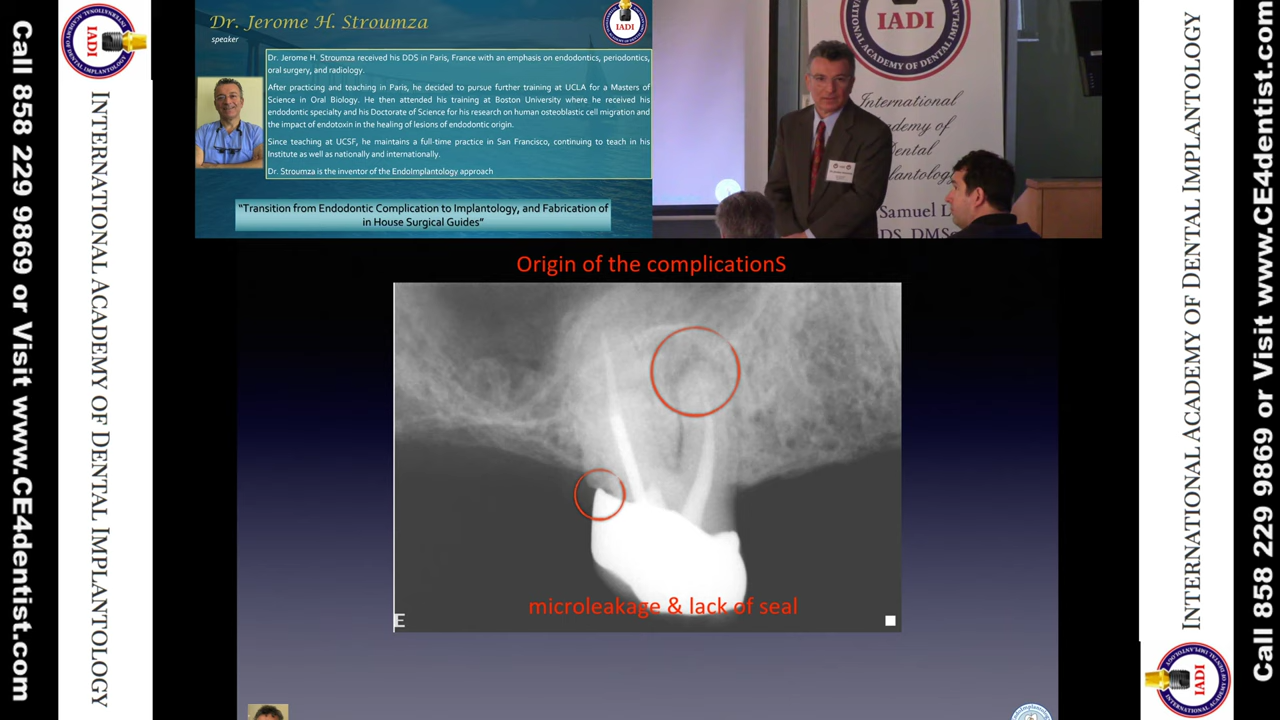 Call 858 229 9869 or Visit www.CE4dentist.com
IADI
INTERNATIONAL ACADEMY OF DENTAL IMPLANTOLOGY
Dr. Jerome H. Stroumza
speaker
IADI
Dr. Jerome H. Stroumza received his DDS in Paris, France with an emphasis on endodontics, periodontics,
oral surgery, and radiology.
After practicing and teaching in Paris, he decided to pursue further training at UCLA for a Masters of
Science in Oral Biology. He then attended his training at Boston University where he received his
endodontic specialty and his Doctorate of Science for his research on human osteoblastic cell migration and
the impact of endotoxin in the healing of lesions of endodontic origin.
Since teaching at UCSF, he maintains a full-time practice in San Francisco, continuing to teach in his
Institute as well as nationally and internationally.
Dr. Stroumza is the inventor of the EndoImplantology approach
"Transition from Endodontic Complication to Implantology, and Fabrication of
in House Surgical Guides"
IADI
International
Academy of
Dental
Samuel L
DS, DMS
Origin of the complicationS
microleakage & lack of seal
E
INTERNATIONAL ACADEMY OF DENTAL IMPLANTOLOGY
IADI
Call 858 229 9869 or Visit www.CE4dentist.com